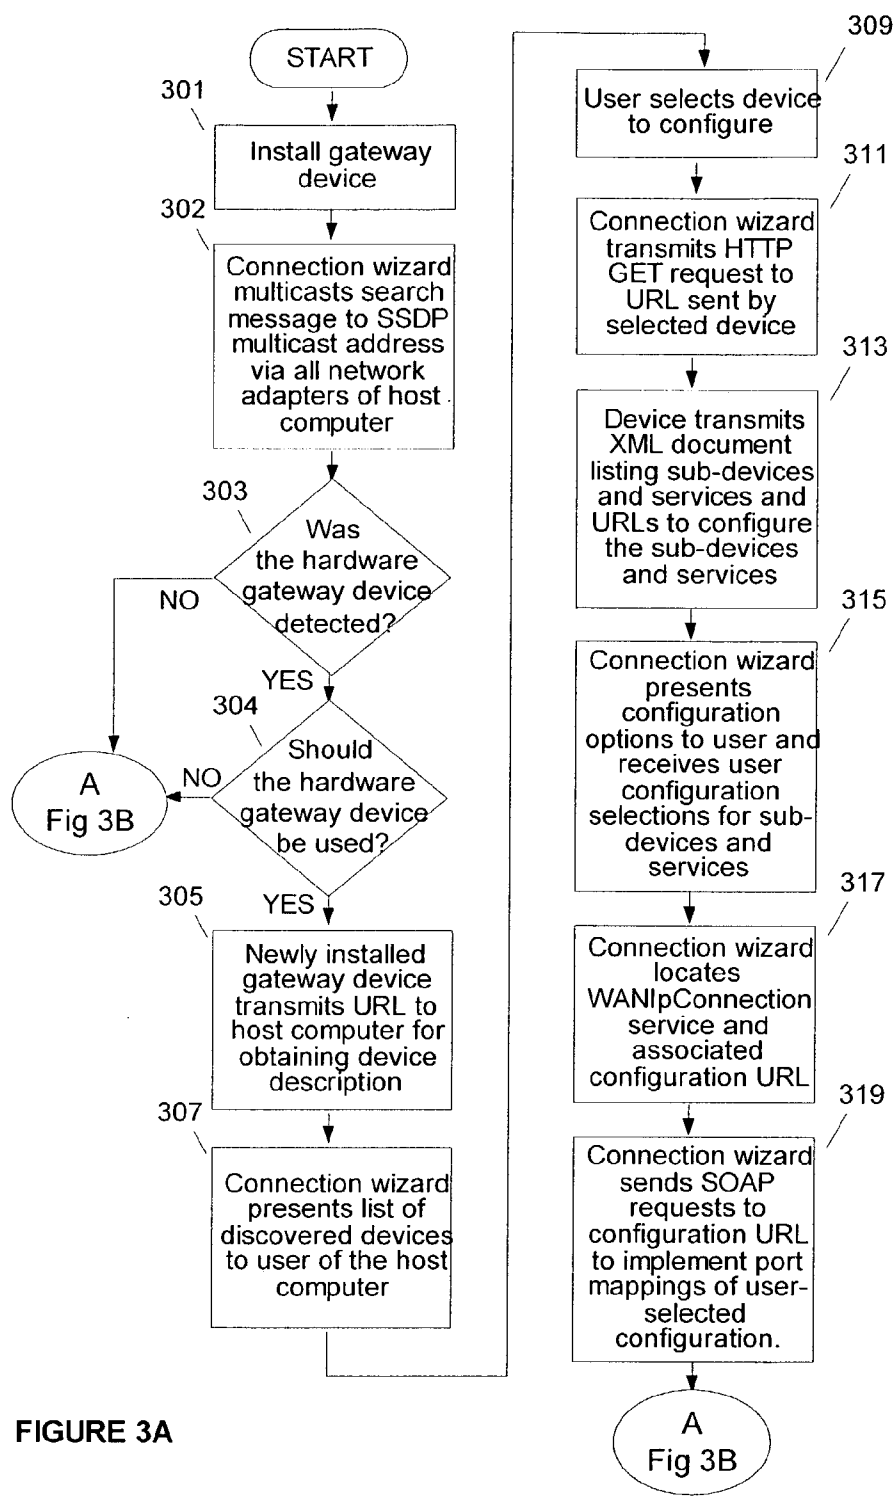 START
301
Install gateway
device
302
Connection wizard
multicasts search
message to SSDP
multicast address
via all network
adapters of host
computer
303
Was
the hardware
gateway device
detected?
NO
YES
304
Should
the hardware
gateway device
be used?
NO
A
Fig 3B
YES
305
Newly installed
gateway device
transmits URL to
host computer for
obtaining device
description
307
Connection wizard
presents list of
discovered devices
to user of the host
computer
309
User selects device
to configure
311
Connection wizard
transmits HTTP
GET request to
URL sent by
selected device
313
Device transmits
XML document
listing sub-devices
and services and
URLs to configure
the sub-devices
and services
315
Connection wizard
presents
configuration
options to user and
receives user
configuration
selections for sub-
devices and
services
317
Connection wizard
locates
WANIpConnection
service and
associated
configuration URL
319
Connection wizard
sends SOAP
requests to
configuration URL
to implement port
mappings of user-
selected
configuration.
A
Fig 3B
FIGURE 3A